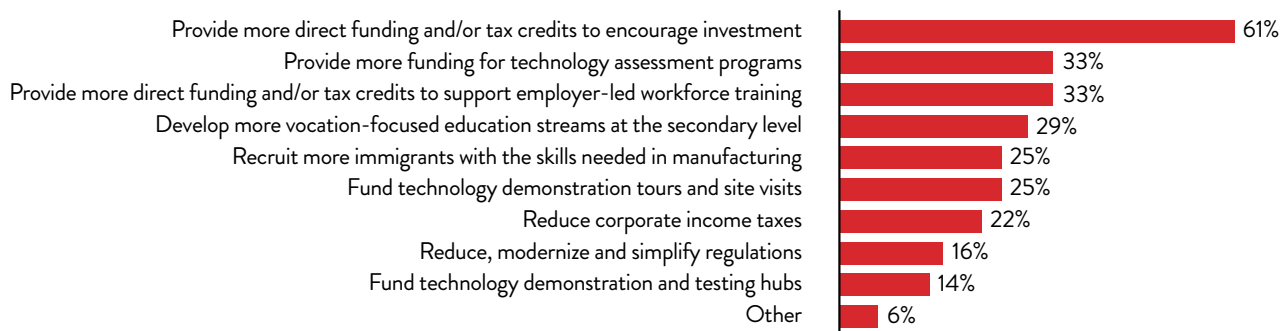 Provide more direct funding and/or tax credits to encourage investment 61%
Provide more funding for technology assessment programs 33%
Provide more direct funding and/or tax credits to support employer-led workforce training 33%
Develop more vocation-focused education streams at the secondary level 29%
Recruit more immigrants with the skills needed in manufacturing 25%
Fund technology demonstration tours and site visits 25%
Reduce corporate income taxes 22%
Reduce, modernize and simplify regulations 16%
Fund technology demonstration and testing hubs 14%
Other 6%